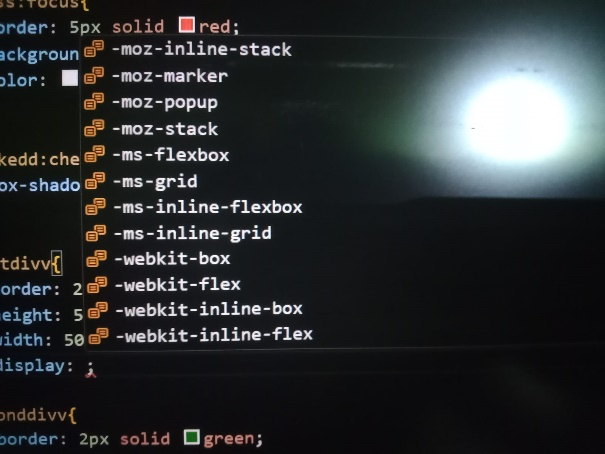 ss:focus{
order: 5px solid red;
ackgroun
olor:
kedd:che
ox-shado
tdivv{
order: 2
eight: 5
width: 50
display: ;
onddivv{
border: 2px solid green;
-moz-inline-stack
-moz-marker
-moz-popup
-moz-stack
-ms-flexbox
-ms-grid
-ms-inline-flexbox
-ms-inline-grid
-webkit-box
-webkit-flex
-webkit-inline-box
-webkit-inline-flex